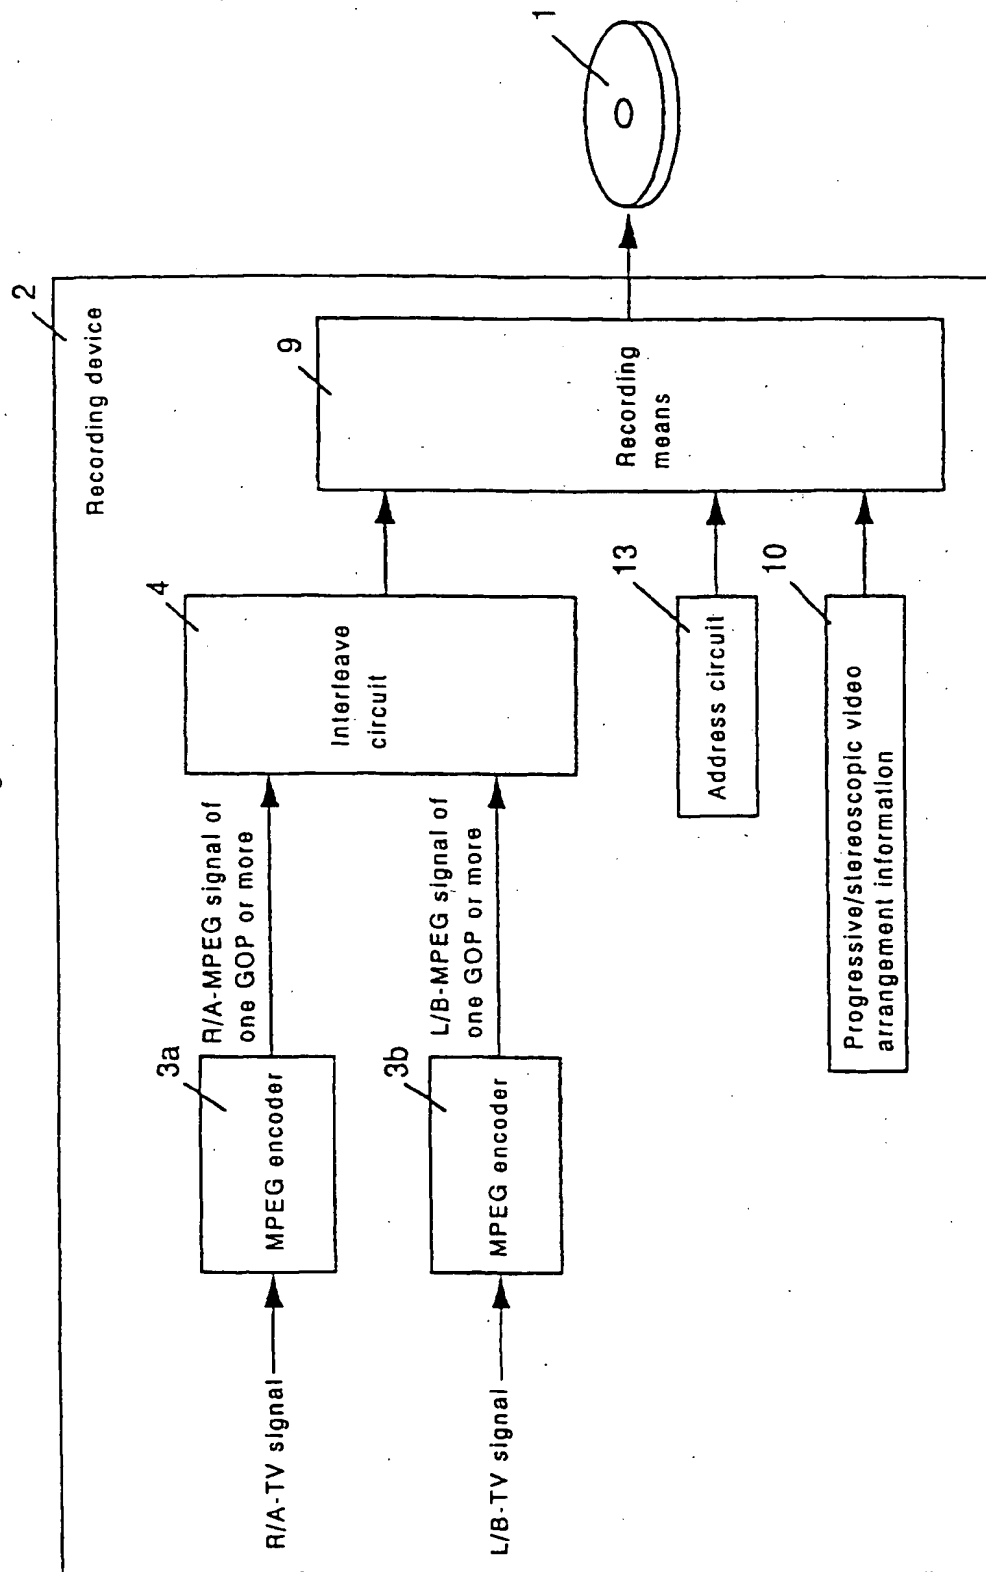 2
Recording device
1
R/A-TV signal
3a
MPEG encoder
R/A-MPEG signal of
one GOP or more
L/B-TV signal
3b
MPEG encoder
L/B-MPEG signal of
one GOP or more
4
Interleave
circuit
9
Recording
means
13
Address circuit
10
Progressive/stereoscopic video
arrangement information